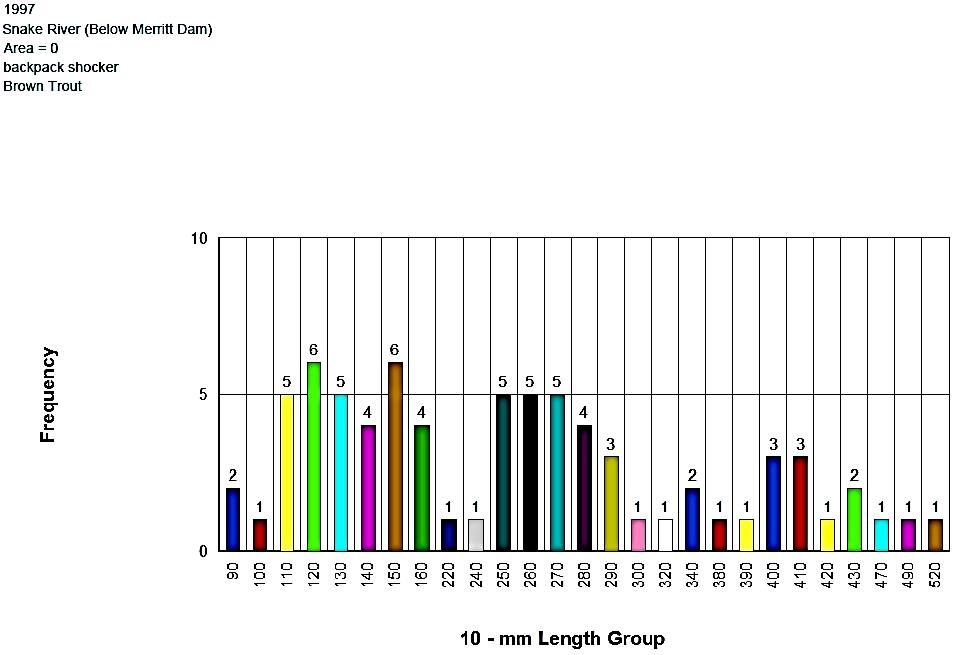 1997
Snake River (Below Merritt Dam)
Area = 0
backpack shocker
Brown Trout
10
5
0
Frequency
2 1 5 6 5 4 6 4 1 1 5 5 5 4 3 1 1 2 1 1 3 3 1 2 1 1 1
90 100 110 120 130 140 150 160 220 240 250 260 270 280 290 300 320 340 380 390 400 410 420 430 470 490 520
10 - mm Length Group